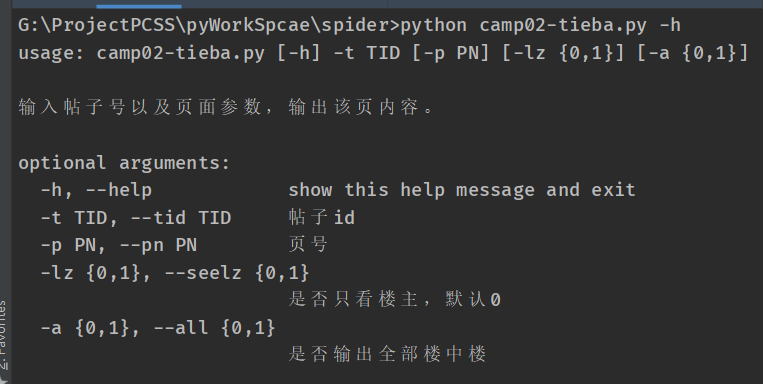 G:\ProjectPCSS\pyWorkSpcae\spider>python camp02-tieba.py -h
usage: camp02-tieba.py [-h] -t TID [-p PN] [-lz {0,1}] [-a {0,1}]
输入帖子号以及页面参数，输出该页内容。
optional arguments:
-h, --help show this help message and exit
-t TID, --tid TID 帖子id
-p PN, --pn PN 页号
-lz {0,1}, --seelz {0,1}
是否只看楼主，默认0
-a {0,1}, --all {0,1}
是否输出全部楼中楼
2: Favorites